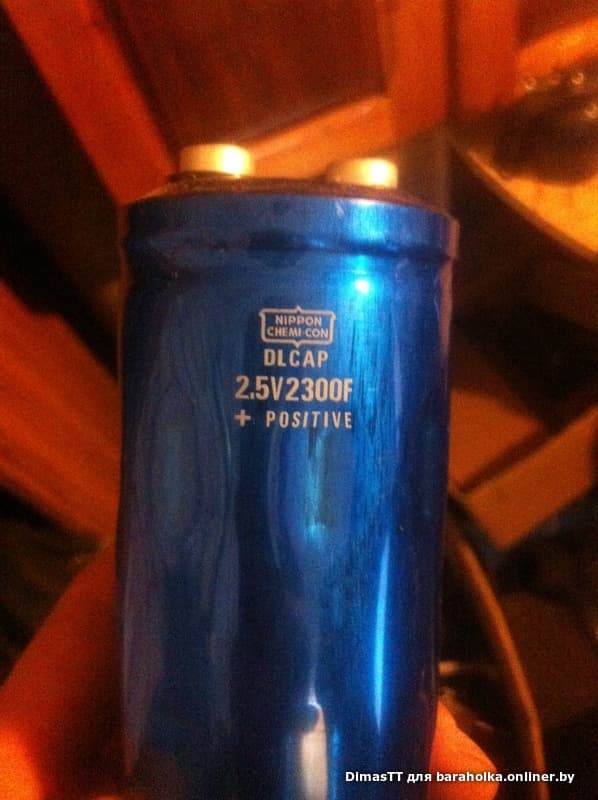 NIPPON
CHEMI-CON
DLCAP
2.5V2300F
+ POSITIVE
DimasTT для baraholka.onliner.by